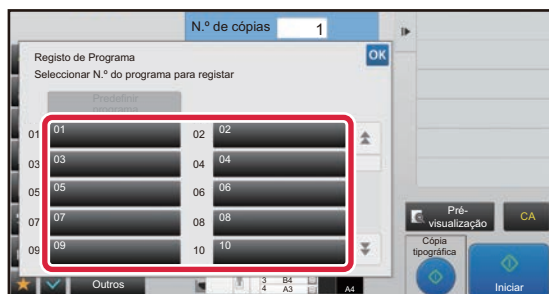 N.º de cópias 1
Registo de Programa
OK
Seleccionar N.º do programa para registar
Predefinir
programa
01 01 02 02
03 03 04 04
05 05 06 06
07 07 08 08
09 09 10 10
Pré-
visualização
CA
Cópia
tipográfica
Outros
3 B4
4 A3
A4
Iniciar